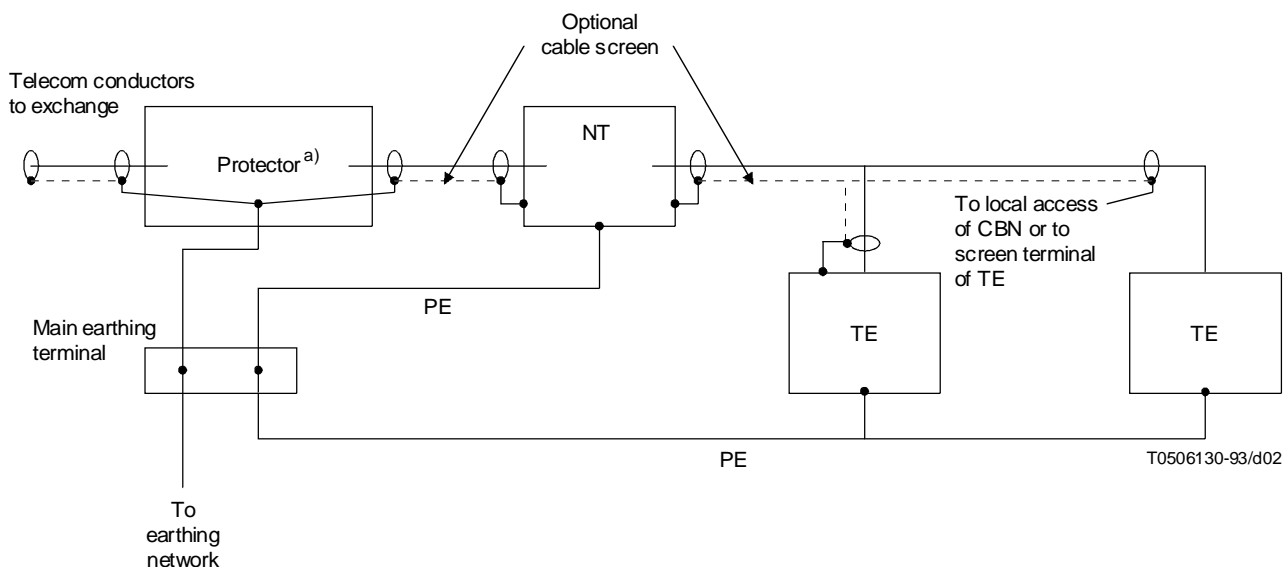 Optional
cable screen
Telecom conductors
to exchange
NT
Protector a)
To local access
of CBN or to
screen terminal
of TE
PE
Main earthing
terminal
TE
TE
PE
T0506130-93/d02
To
earthing
network